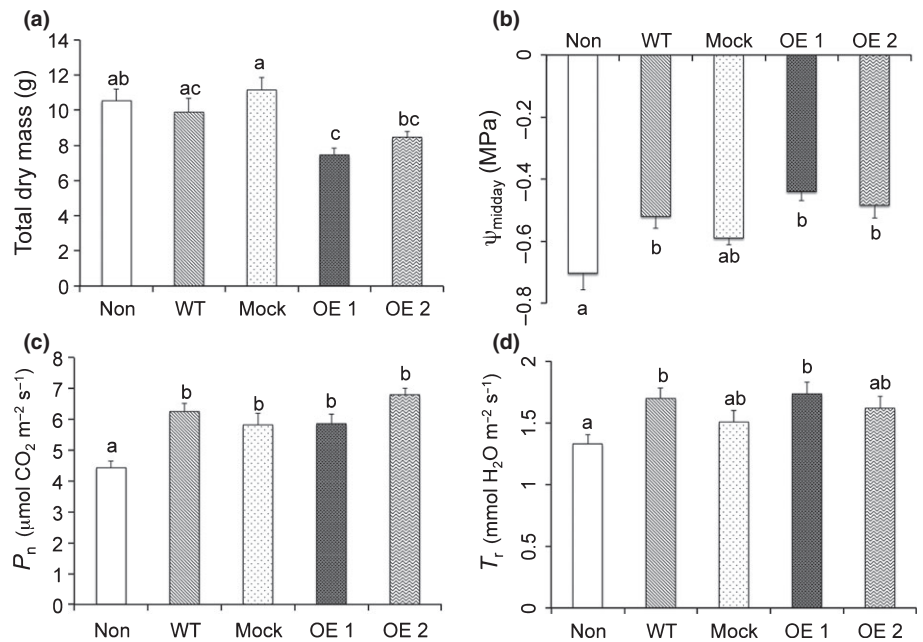 (a)
14
12
10
8
6
4
2
0
Total dry mass (g)
ab
ac
a
c
bc
Non WT Mock OE 1 OE 2
(b)
Non WT Mock OE 1 OE 2
0
−0.2
−0.4
−0.6
−0.8
ψmidday (MPa)
a
b
ab
b
b
(c)
8
7
6
5
4
3
2
1
0
Pn (μmol CO2 m−2 s−1)
a
b
b
b
b
Non WT Mock OE 1 OE 2
(d)
2
1.5
1
0.5
0
Tr (mmol H2O m−2 s−1)
a
b
ab
b
ab
Non WT Mock OE 1 OE 2